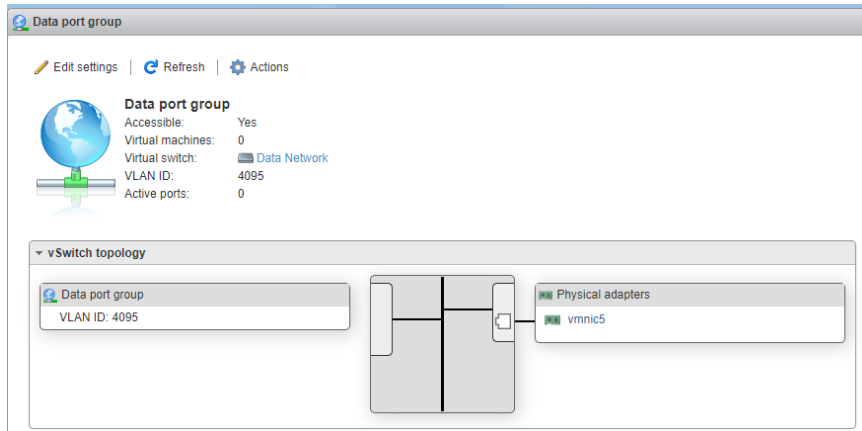 Data port group
Edit settings Refresh Actions
Data port group
Accessible: Yes
Virtual machines: 0
Virtual switch: Data Network
VLAN ID: 4095
Active ports: 0
vSwitch topology
Data port group
VLAN ID: 4095
Physical adapters
vmnic5